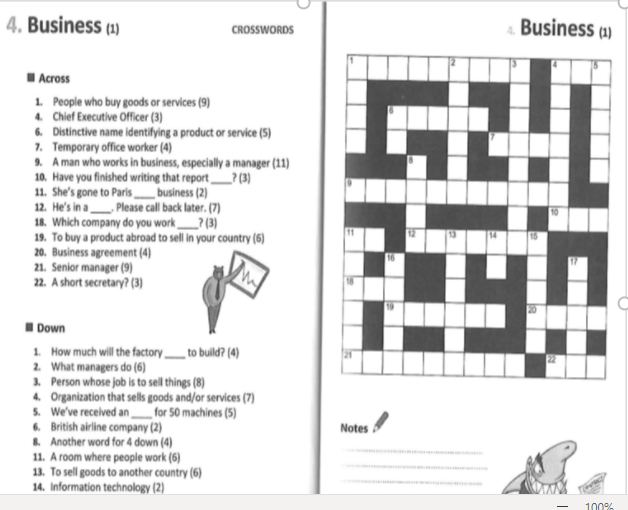 4. Business (1)
CROSSWORDS
Across
1. People who buy goods or services (9)
4. Chief Executive Officer (3)
6. Distinctive name identifying a product or service (5)
7. Temporary office worker (4)
9. A man who works in business, especially a manager (11)
10. Have you finished writing that report ____? (3)
11. She's gone to Paris ____ business (2)
12. He's in a ____. Please call back later. (7)
18. Which company do you work ____? (3)
19. To buy a product abroad to sell in your country (6)
20. Business agreement (4)
21. Senior manager (9)
22. A short secretary? (3)
Down
1. How much will the factory ____ to build? (4)
2. What managers do (6)
3. Person whose job is to sell things (8)
4. Organization that sells goods and/or services (7)
5. We've received an ____ for 50 machines (5)
6. British airline company (2)
8. Another word for 4 down (4)
11. A room where people work (6)
13. To sell goods to another country (6)
14. Information technology (2)
4. Business (1)
1 2 3 4 5
6
7
8
9
10
11 12 13 14 15
16 17
18
19 20
21 22
Notes
100%